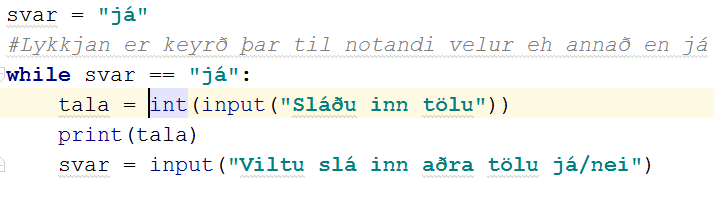 svar = "já"
#Lykkjan er keyrð þar til notandi velur eh annað en já
while svar == "já":
    tala = int(input("Sláðu inn tölu"))
    print(tala)
    svar = input("Viltu slá inn aðra tölu já/nei")